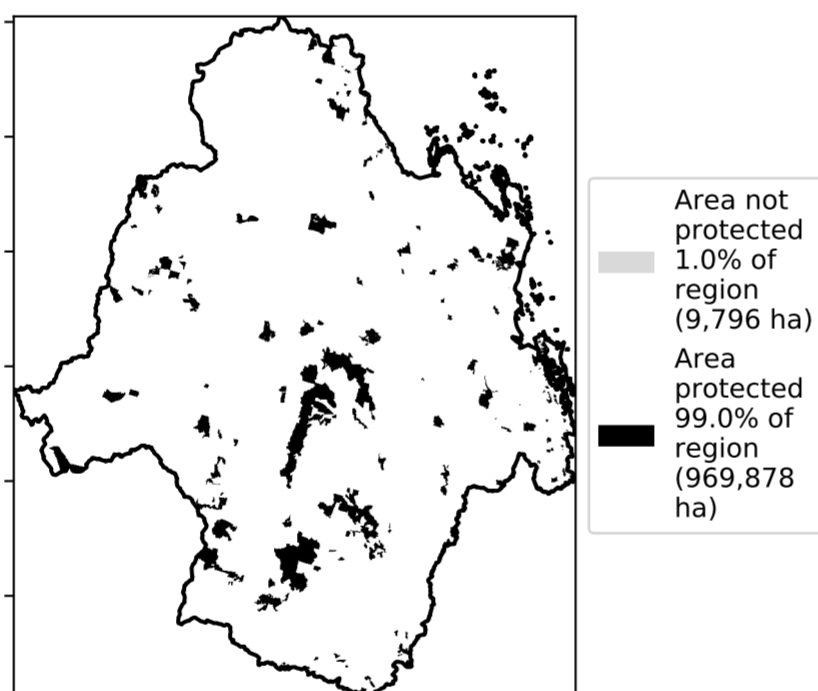 Area not
protected
1.0% of
region
(9,796 ha)
Area
protected
99.0% of
region
(969,878
ha)